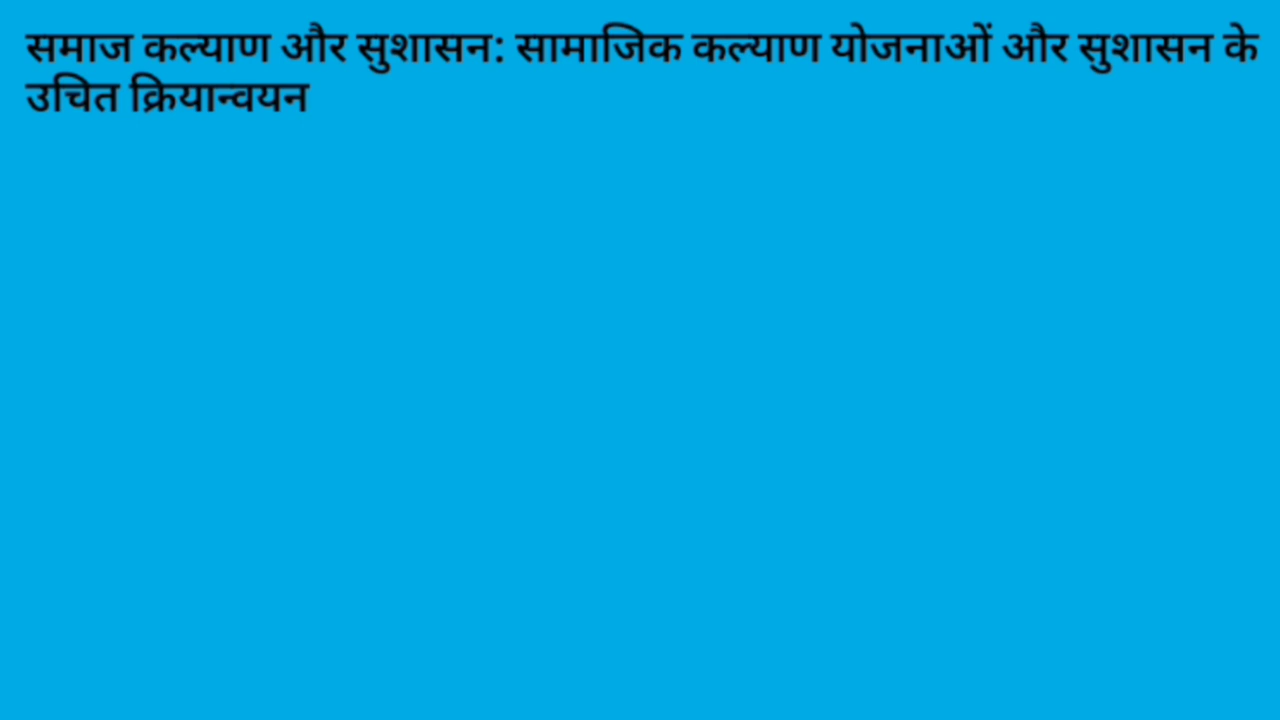 समाज कल्याण और सुशासन: सामाजिक कल्याण योजनाओं और सुशासन के
उचित क्रियान्वयन